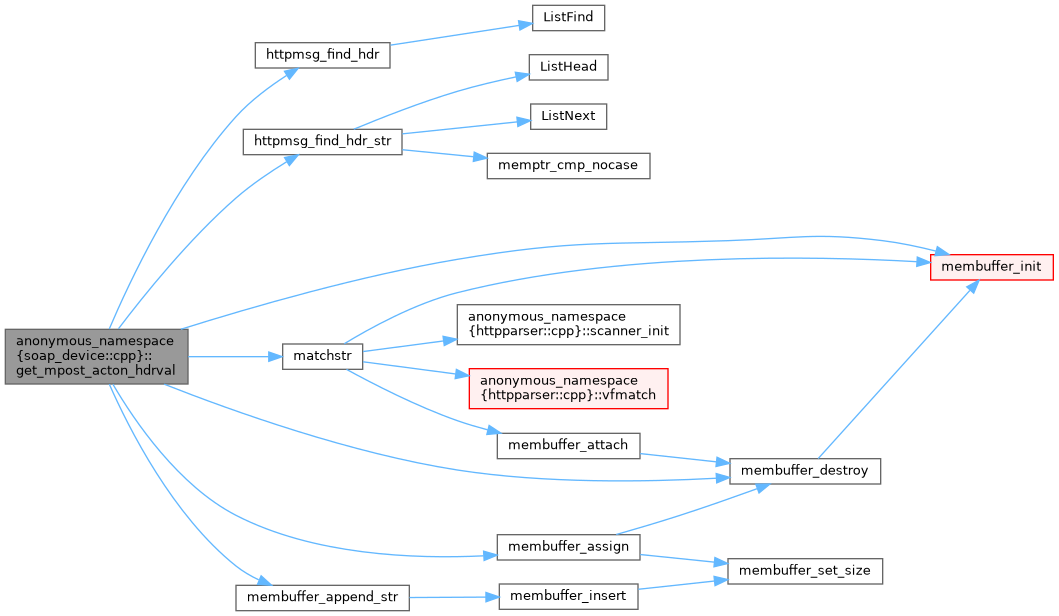 ListFind
httpmsg_find_hdr
ListHead
ListNext
httpmsg_find_hdr_str
memptr_cmp_nocase
membuffer_init
anonymous_namespace
{httpparser::cpp}::scanner_init
anonymous_namespace
{soap_device::cpp}::
get_mpost_acton_hdrval
matchstr
anonymous_namespace
{httpparser::cpp}::vfmatch
membuffer_attach
membuffer_destroy
membuffer_assign
membuffer_set_size
membuffer_append_str
membuffer_insert